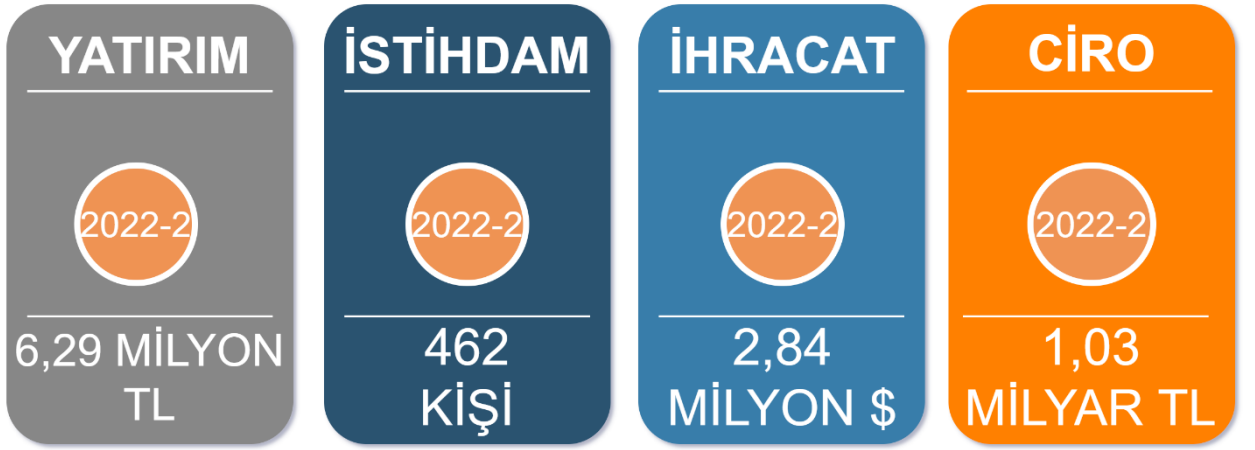 YATIRIM
2022-2
6,29 MİLYON
TL
İSTİHDAM
2022-2
462
KİŞİ
İHRACAT
2022-2
2,84
MİLYON $
CİRO
2022-2
1,03
MİLYAR TL